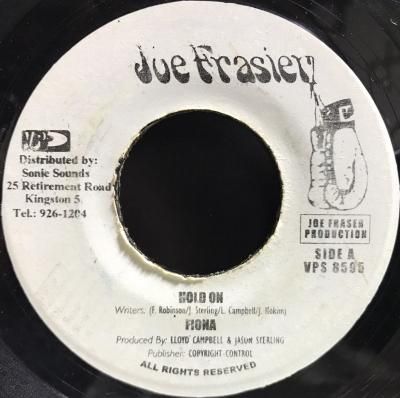 Joe Frasier
VP
Distributed by:
Sonic Sounds
25 Retirement Road
Kingston 5.
Tel.: 926-1204
JOE FRASER
PRODUCTION
SIDE A
VPS 8595
HOLD ON
Writers: (F. Robinson/J. Sterling/L. Campbell/J. Hokim)
FIONA
Produced By: LLOYD CAMPBELL & JASON STERLING
Publisher: COPYRIGHT-CONTROL
ALL RIGHTS RESERVED